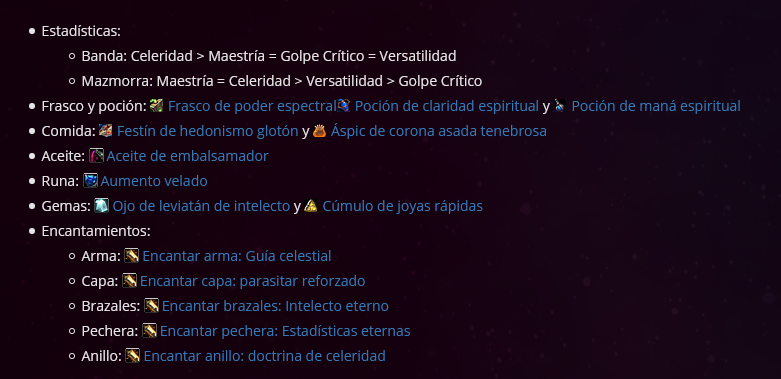 Estadísticas:
Banda: Celeridad > Maestría = Golpe Crítico = Versatilidad
Mazmorra: Maestría = Celeridad > Versatilidad > Golpe Crítico
Frasco y poción: Frasco de poder espectral Poción de claridad espiritual y Poción de maná espiritual
Comida: Festín de hedonismo glotón y Áspic de corona asada tenebrosa
Aceite: Aceite de embalsamador
Runa: Aumento velado
Gemas: Ojo de leviatán de intelecto y Cúmulo de joyas rápidas
Encantamientos:
Arma: Encantar arma: Guía celestial
Capa: Encantar capa: parasitar reforzado
Brazales: Encantar brazales: Intelecto eterno
Pechera: Encantar pechera: Estadísticas eternas
Anillo: Encantar anillo: doctrina de celeridad